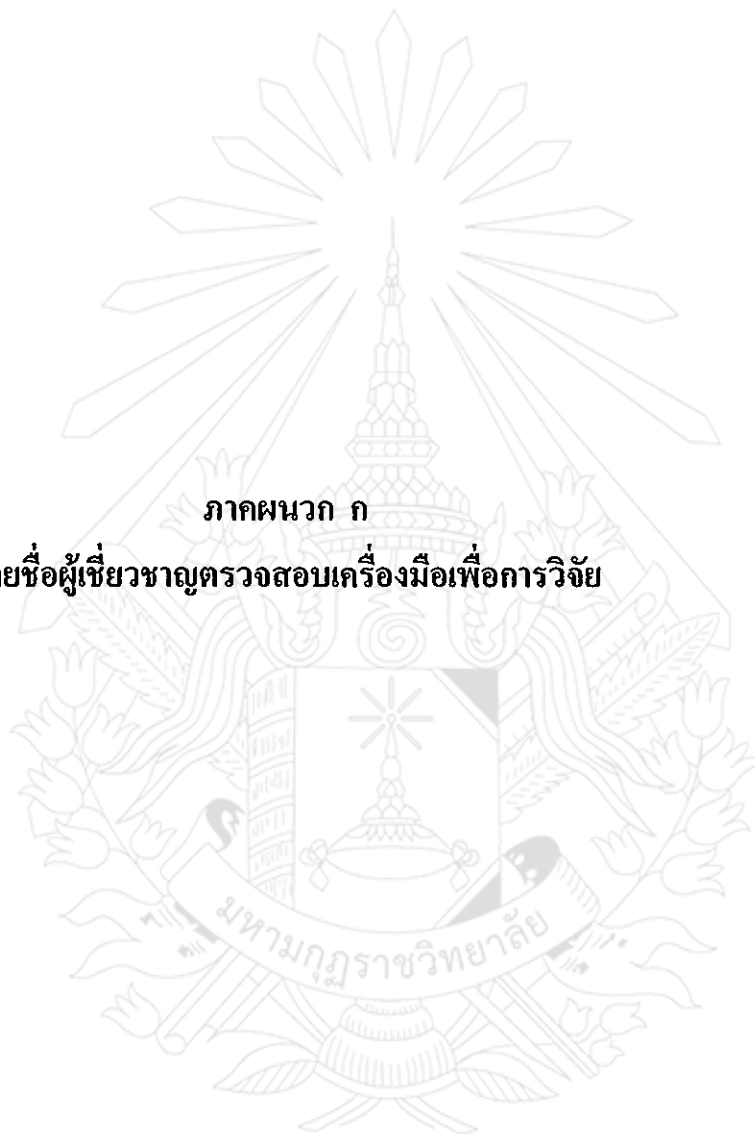 ภาคผนวก ก
ยชื่อผู้เชี่ยวชาญตรวจสอบเครื่องมือเพื่อการวิจัย
มหามกุฏราชวิทยาลัย